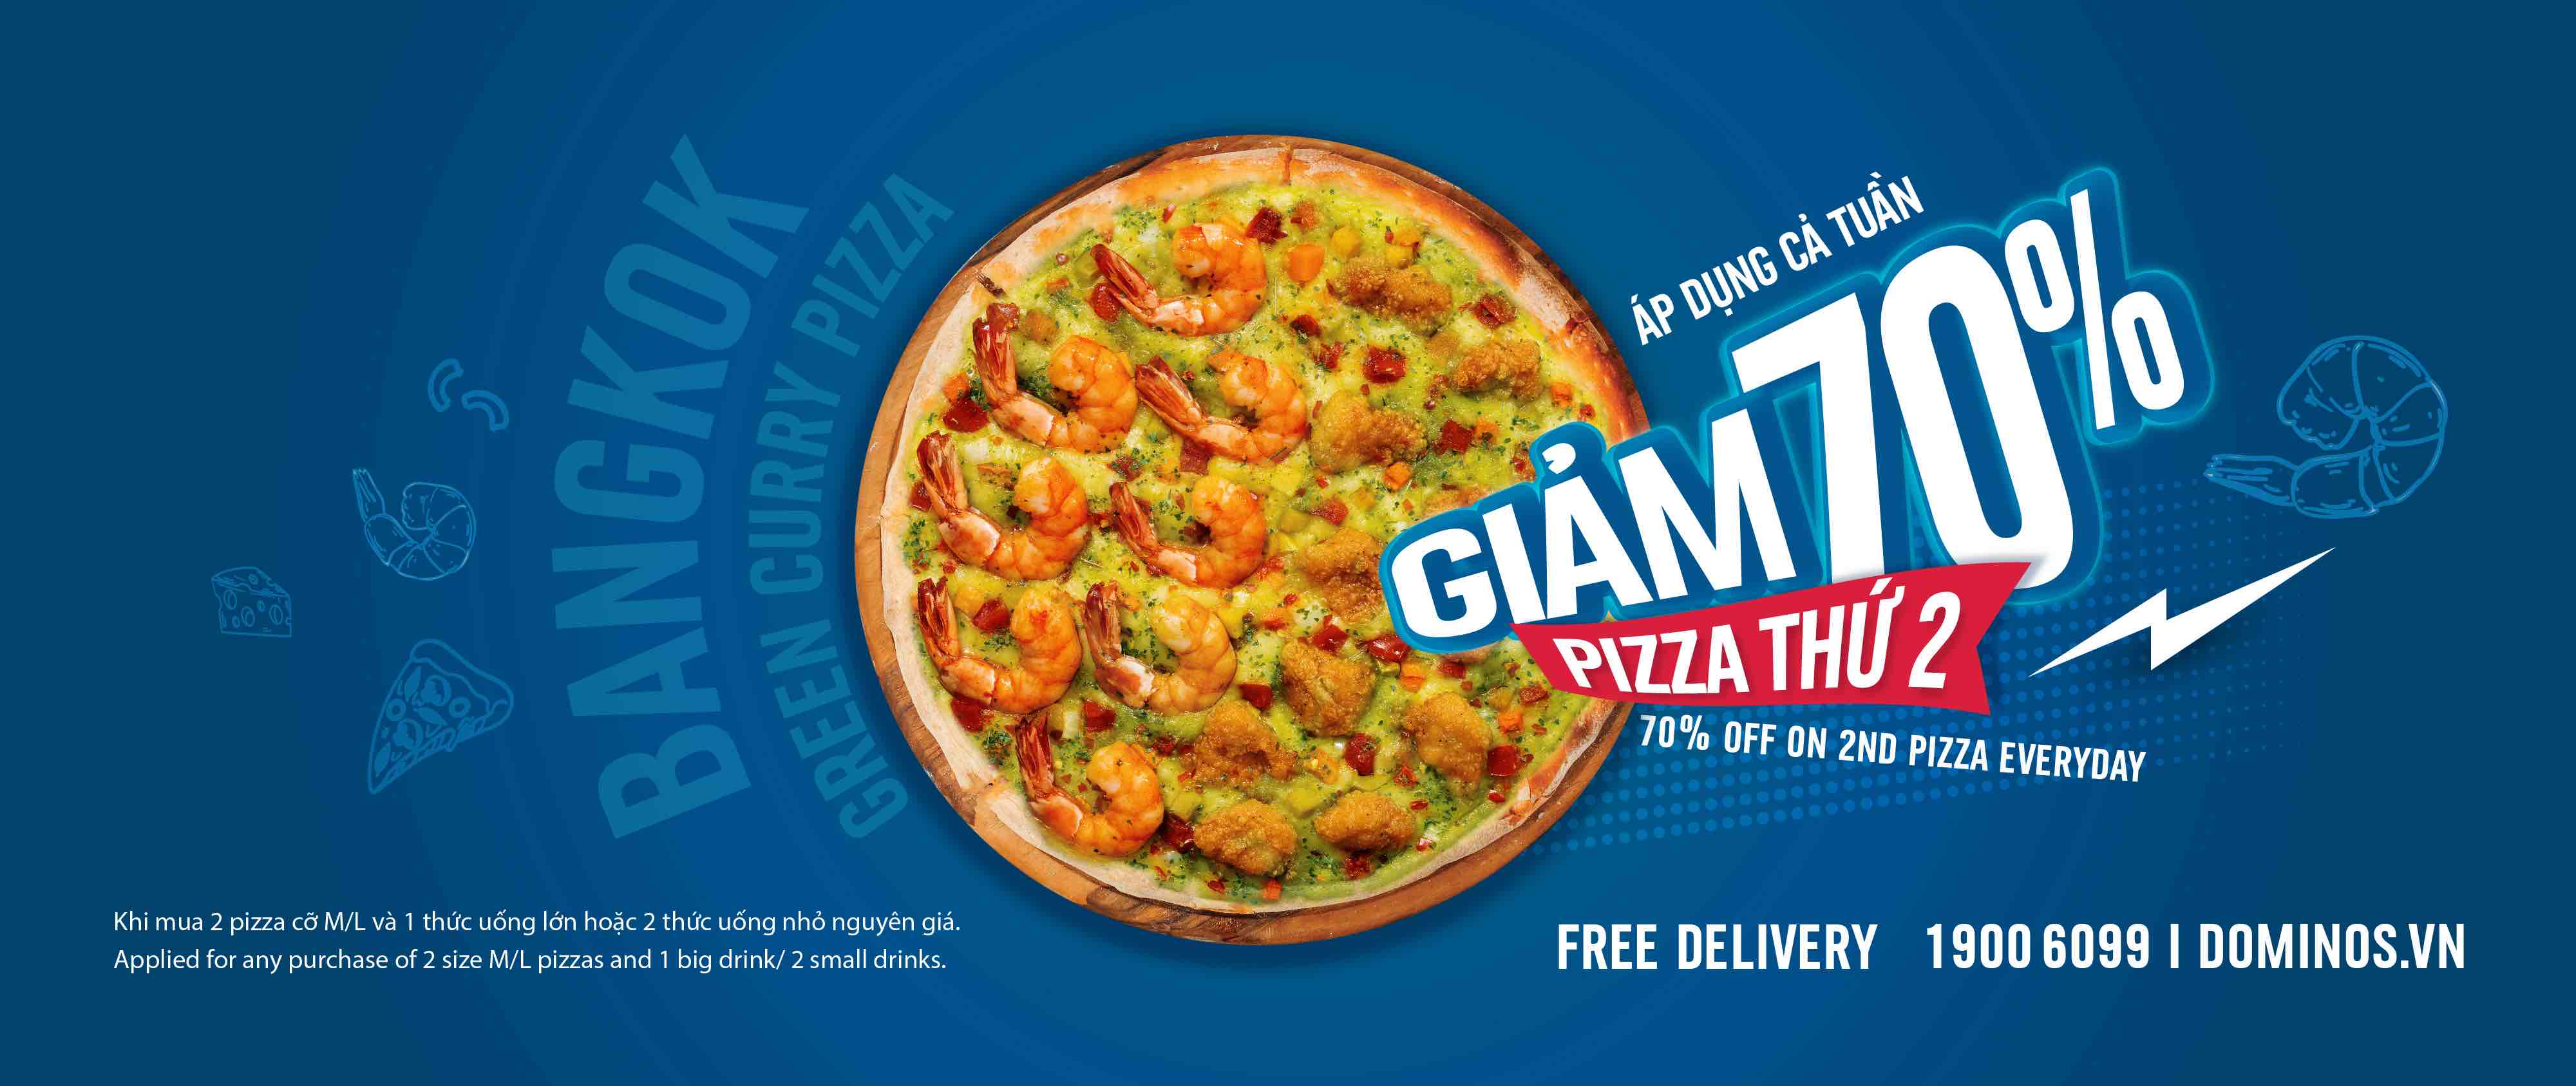 BANGKOK
GREEN CURRY PIZZA
ÁP DỤNG CẢ TUẦN
GIẢM 70%
PIZZA THỨ 2
70% OFF ON 2ND PIZZA EVERYDAY
Khi mua 2 pizza cỡ M/L và 1 thức uống lớn hoặc 2 thức uống nhỏ nguyên giá.
Applied for any purchase of 2 size M/L pizzas and 1 big drink/ 2 small drinks.
FREE DELIVERY 1900 6099 | DOMINOS.VN